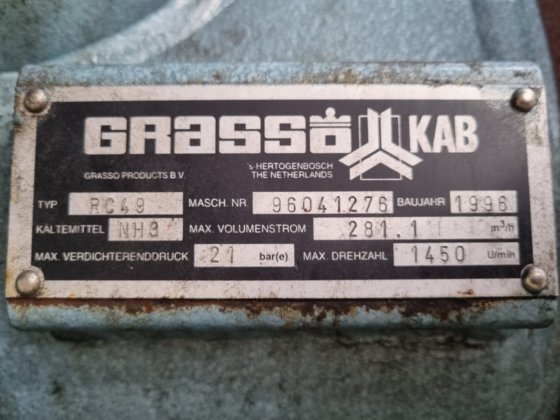 GRASSO KAB
GRASSO PRODUCTS B.V. 's-HERTOGENBOSCH
THE NETHERLANDS
TYP RC49 MASCH. NR. 96041276 BAUJAHR 1996
KALTEMITTEL NH3 MAX. VOLUMENSTROM 281.1 m³/h
MAX. VERDICHTERENDDRUCK 21 bar(e) MAX. DREHZAHL 1450 U/min